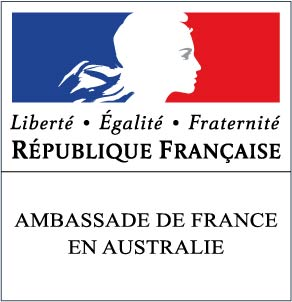 Liberté • Égalité • Fraternité
RÉPUBLIQUE FRANÇAISE
AMBASSADE DE FRANCE
EN AUSTRALIE